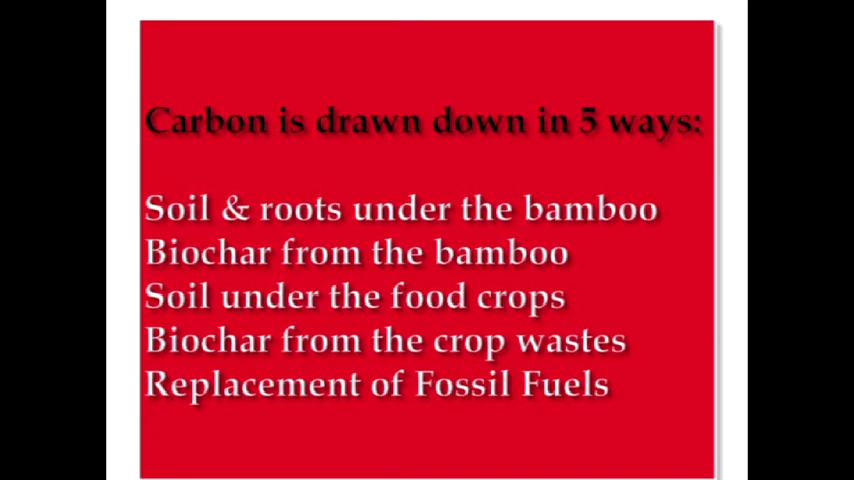 Carbon is drawn down in 5 ways:
Soil & roots under the bamboo
Biochar from the bamboo
Soil under the food crops
Biochar from the crop wastes
Replacement of Fossil Fuels